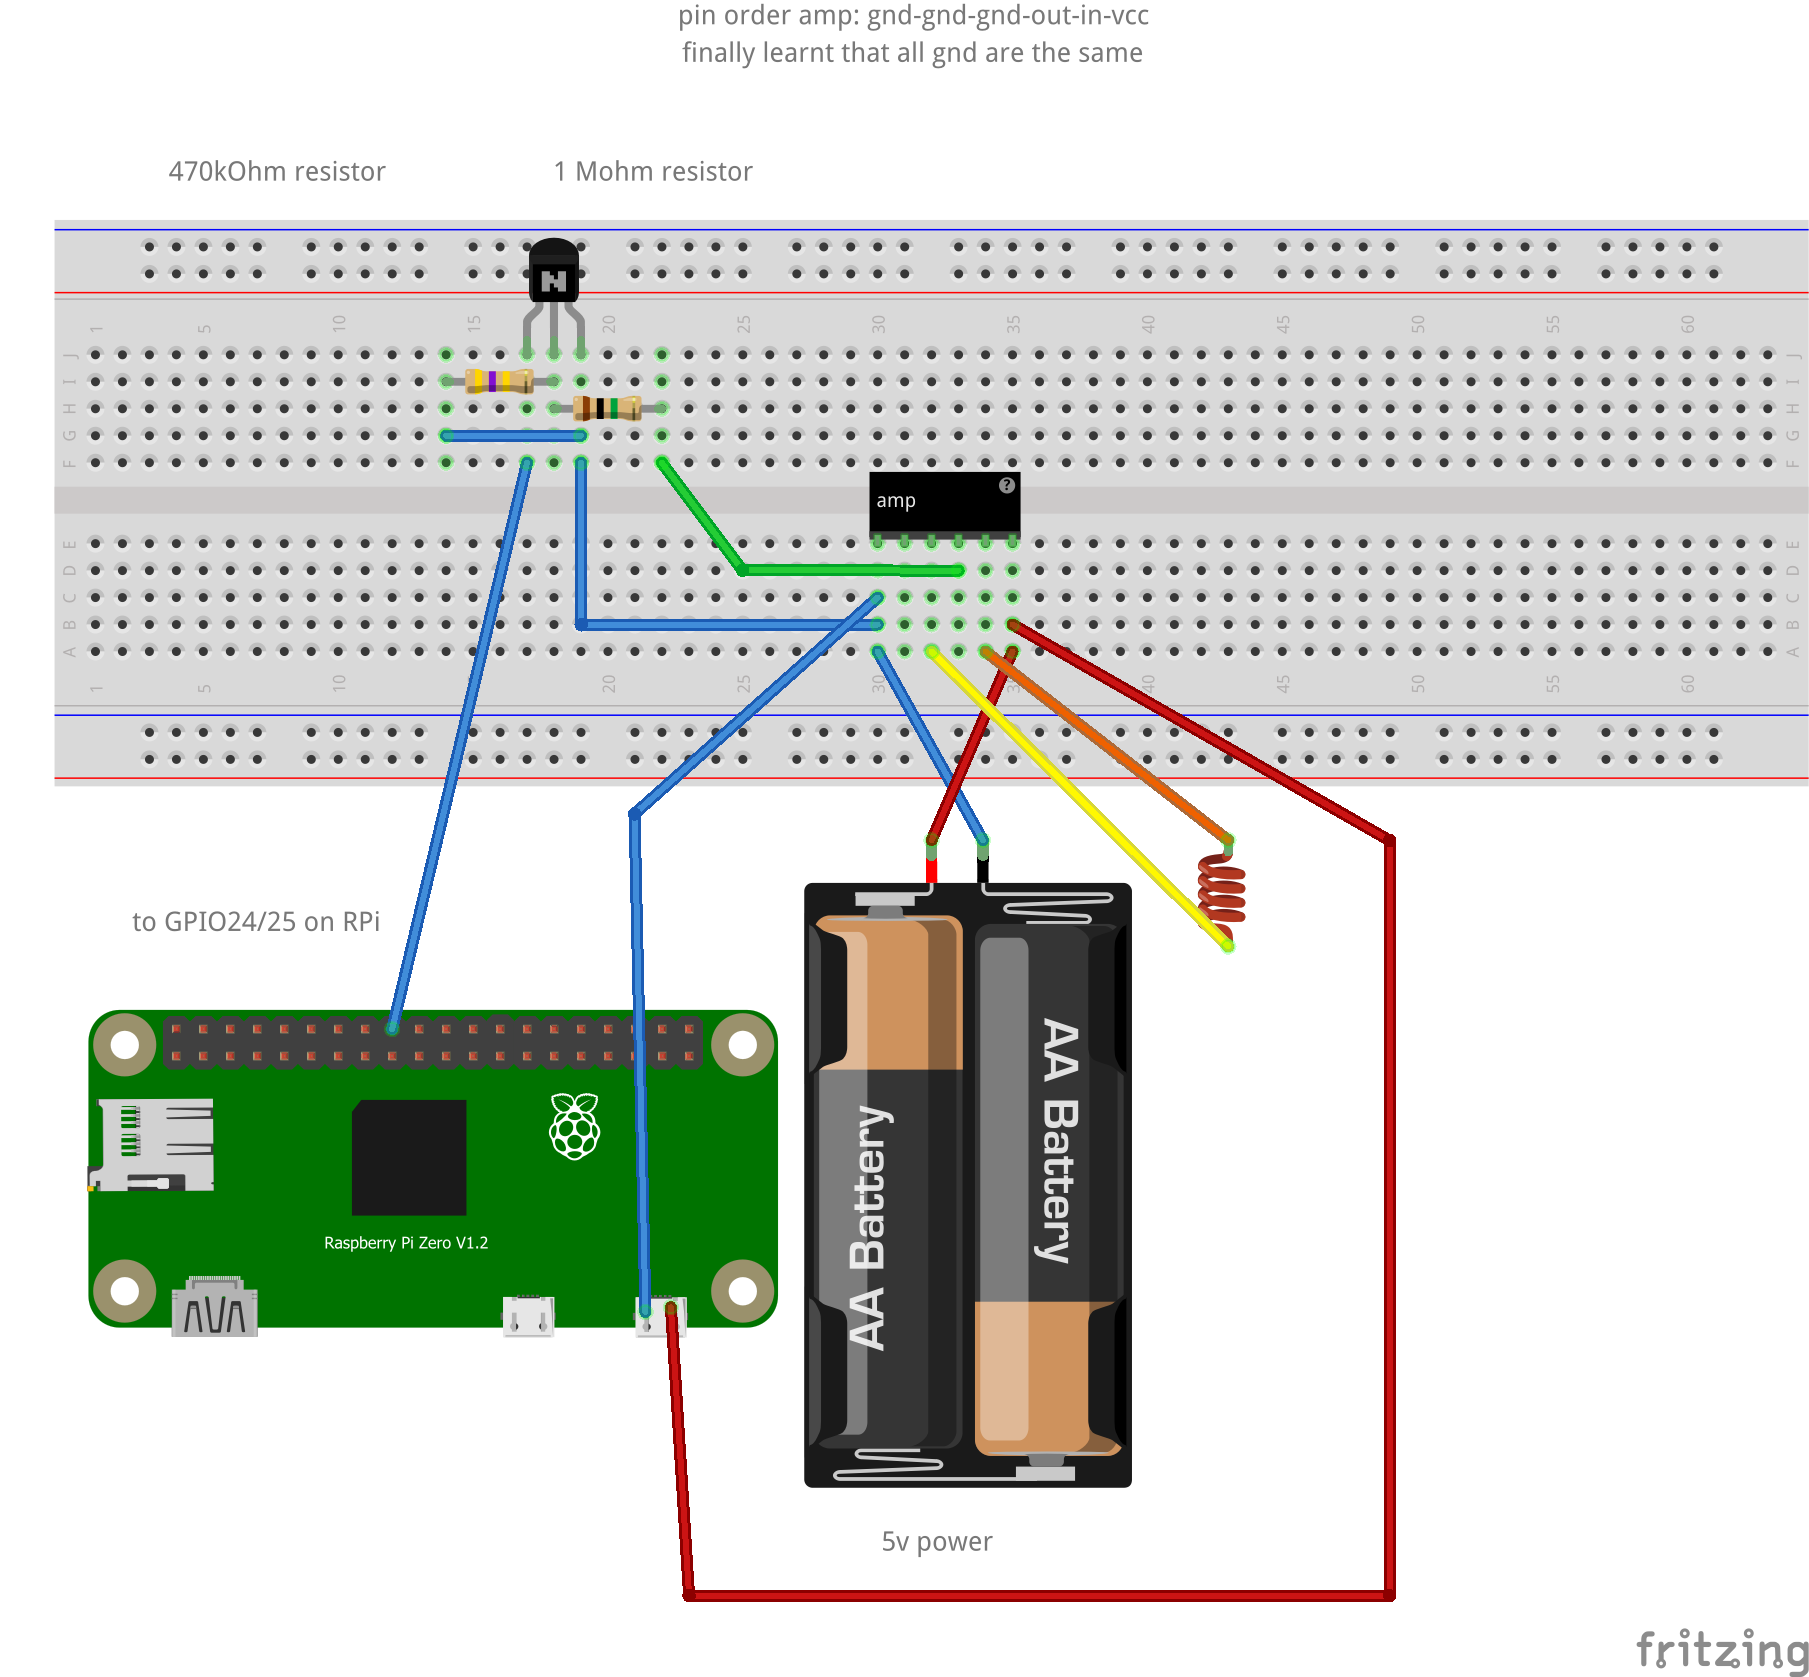 pin order amp: gnd-gnd-gnd-out-in-vcc
finally learnt that all gnd are the same
470kOhm resistor
1 Mohm resistor
N
1 5 10 15 20 25 30 35 40 45 50 55 60
J J
I I
H H
G G
F F
amp ?
E E
D D
C C
B B
A A
1 5 10 20 25 30 35 40 45 50 55 60
to GPIO24/25 on RPi
Raspberry Pi Zero V1.2
AA Battery
AA Battery
5v power
fritzing